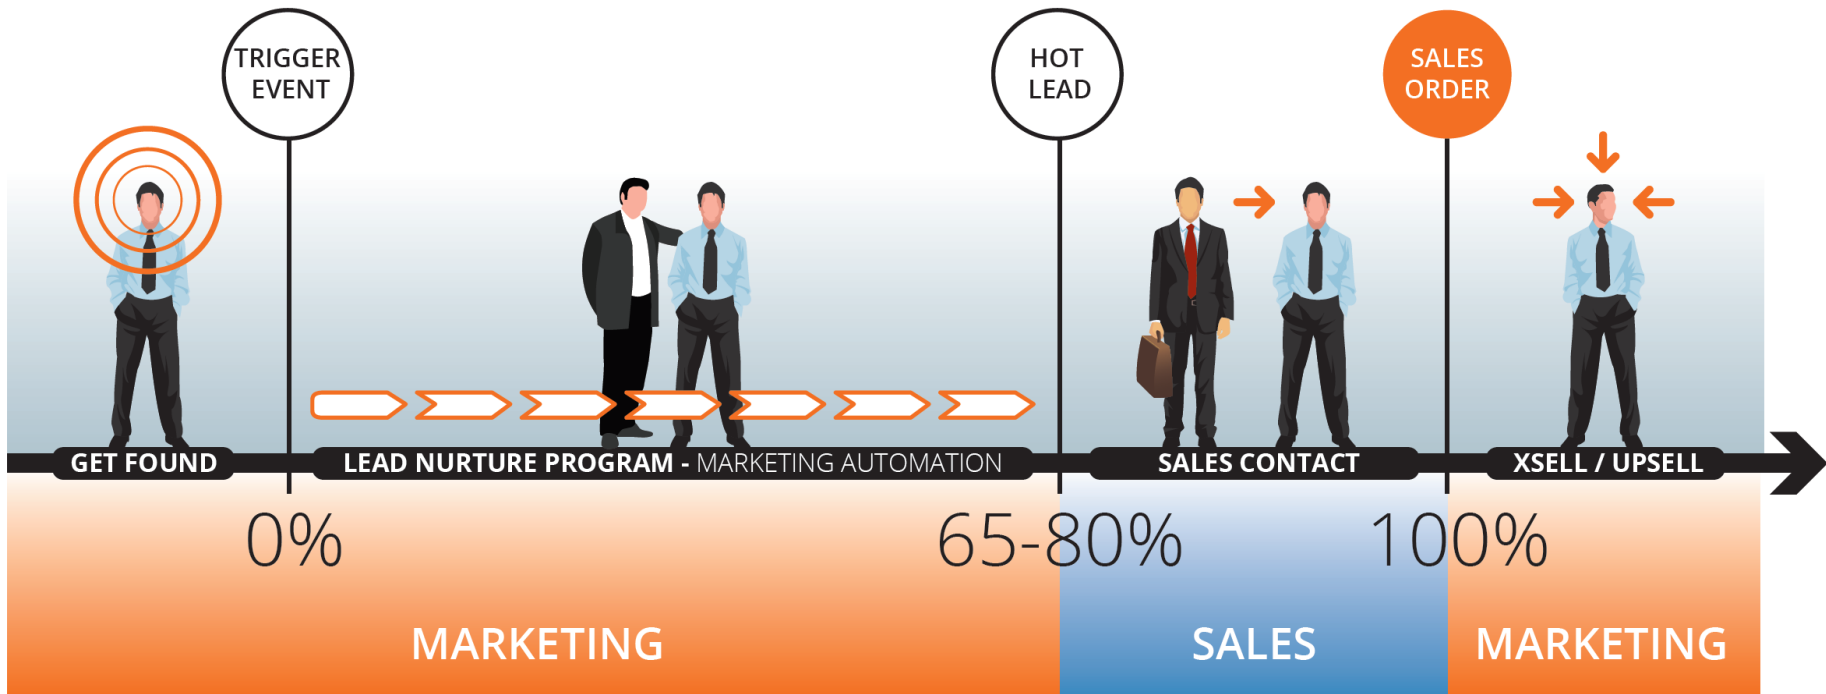 TRIGGER
EVENT
HOT
LEAD
SALES
ORDER
GET FOUND
LEAD NURTURE PROGRAM - MARKETING AUTOMATION
SALES CONTACT
XSELL / UPSELL
0%
65-80%
100%
MARKETING
SALES
MARKETING